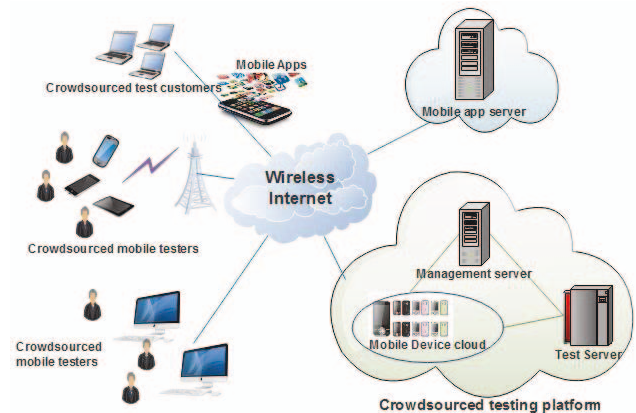 Mobile Apps
Crowdsourced test customers
Mobile app server
Wireless
Internet
Crowdsourced mobile testers
Management server
Crowdsourced
mobile testers
Mobile Device cloud
Test Server
Crowdsourced testing platform